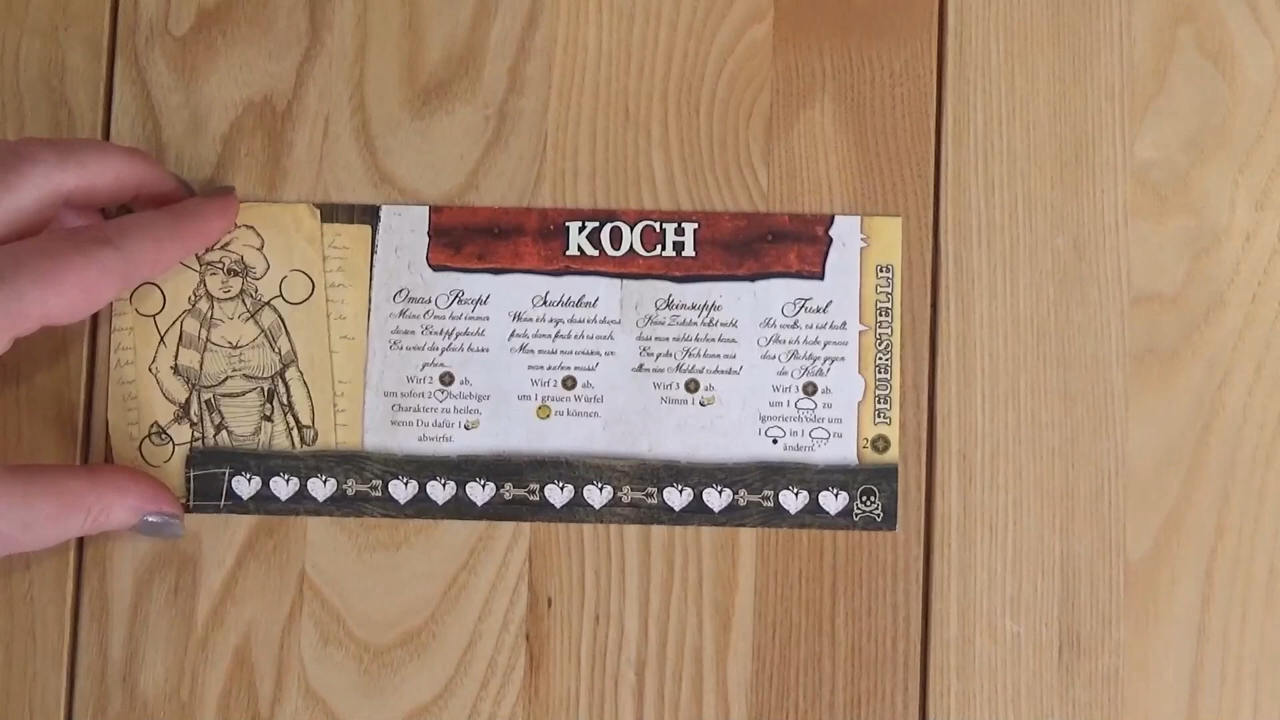 KOCH
Omas Rezept
Meine Oma hat immer
diesen Eintopf gekocht.
Es wird dir gleich besser
gehen...
Wirf 2 ab,
um sofort 2 beliebiger
Charaktere zu heilen,
wenn Du dafür 1
abwirfst.
Suchtalent
Wenn ich sage, dass ich etwas
finde, dann finde ich es auch.
Man muss nur wissen, wo
man suchen muss!
Wirf 2 ab,
um 1 grauen Würfel
zu können.
Steinsuppe
Keine Zutaten heißt nicht,
dass man nichts kochen kann.
Ein guter Koch kann aus
allem eine Mahlzeit zubereiten!
Wirf 3 ab.
Nimm 1
Fusel
Ich weiß, es ist kalt.
Aber ich habe genau
das Richtige gegen
die Kälte!
Wirf 3 ab.
um 1 zu
ignorieren oder um
1 in 1 zu
ändern.
FEUERSTELLE
2